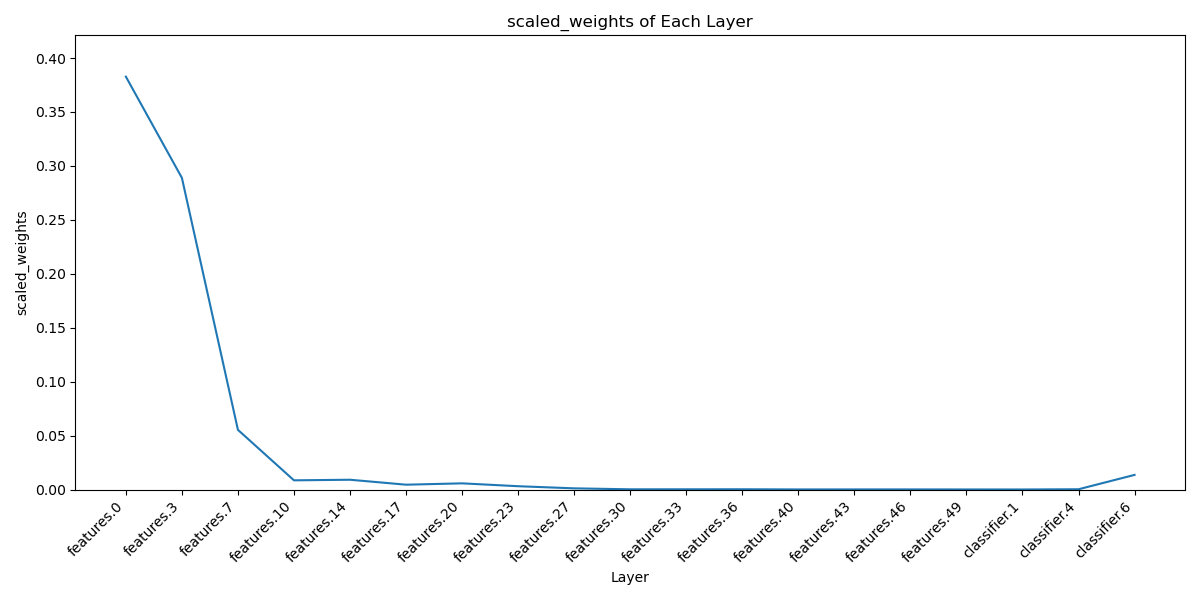 scaled_weights of Each Layer
scaled_weights
0.40
0.35
0.30
0.25
0.20
0.15
0.10
0.05
0.00
features.0
features.3
features.7
features.10
features.14
features.17
features.20
features.23
features.27
features.30
features.33
features.36
features.40
features.43
features.46
features.49
classifier.1
classifier.4
classifier.6
Layer